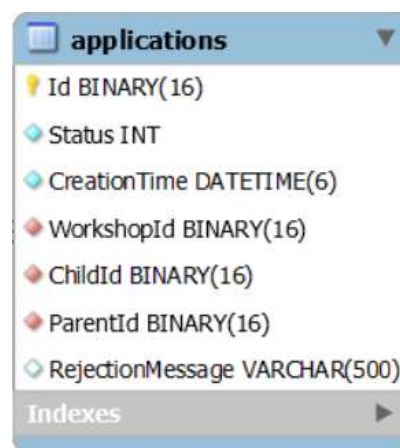 applications
Id BINARY(16)
Status INT
CreationTime DATETIME(6)
WorkshopId BINARY(16)
ChildId BINARY(16)
ParentId BINARY(16)
RejectionMessage VARCHAR(500)
Indexes